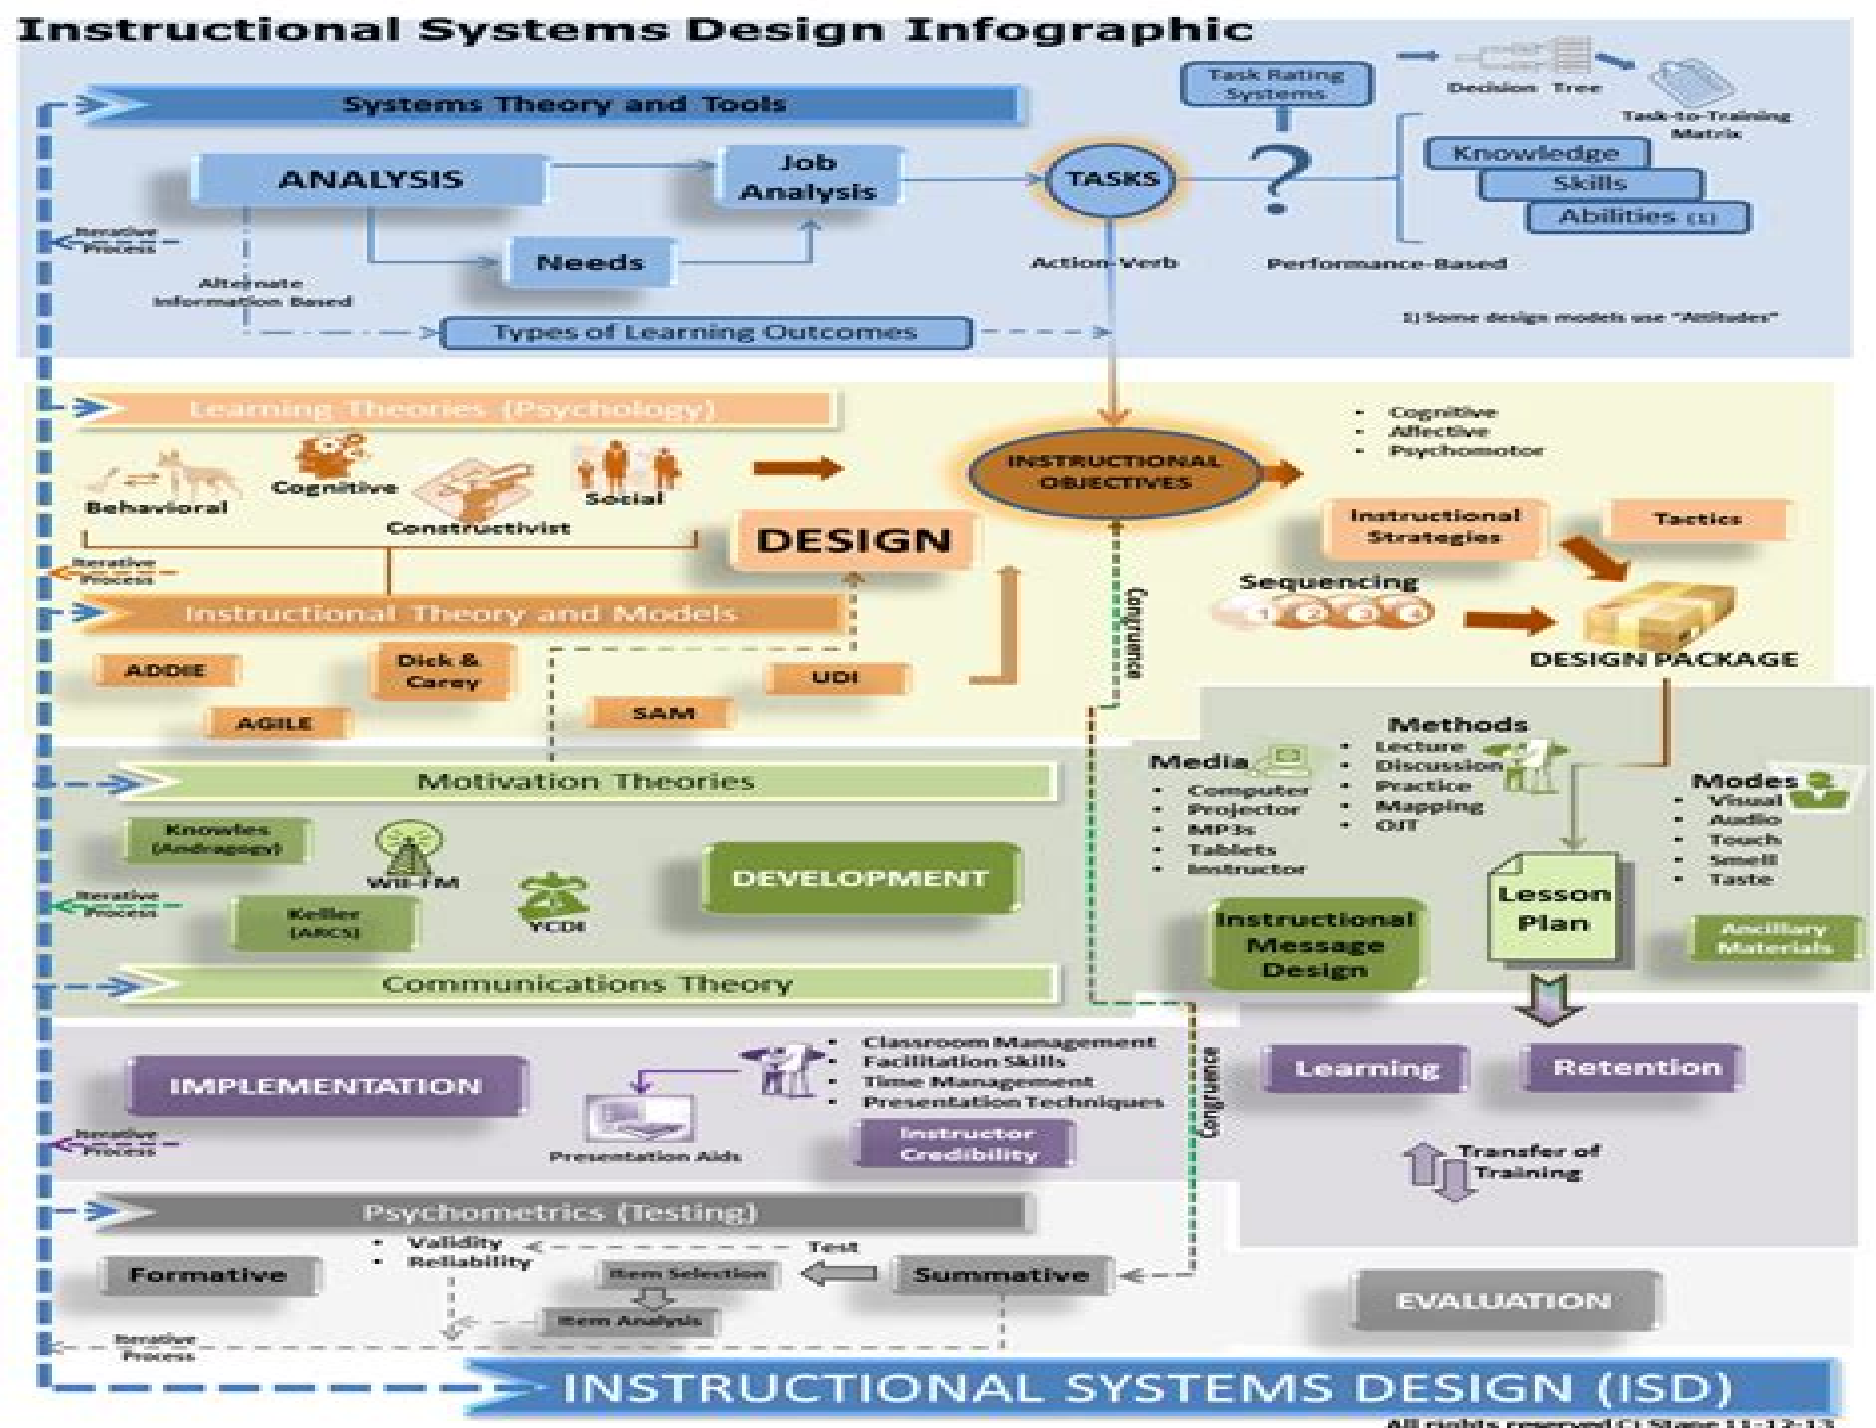 Instructional Systems Design Infographic
Systems Theory and Tools
Task Rating
Systems
Decision Tree
Task-to-Training
Matrix
ANALYSIS
Job
Analysis
TASKS
?
Knowledge
Skills
Abilities (1)
Iterative
Process
Needs
Action-Verb
Performance-Based
Alternate
Information Based
Types of Learning Outcomes
1) Some design models use "Attitudes"
Learning Theories (Psychology)
Behavioral
Cognitive
Constructivist
Social
INSTRUCTIONAL
OBJECTIVES
• Cognitive
• Affective
• Psychomotor
DESIGN
Instructional
Strategies
Tactics
Iterative
Process
Sequencing
1 2 3 4
DESIGN PACKAGE
Congruence
Instructional Theory and Models
ADDIE
Dick &
Carey
UDI
AGILE
SAM
Motivation Theories
Media
• Computer
• Projector
• MP3s
• Tablets
• Instructor
Methods
• Lecture
• Discussion
• Practice
• Mapping
• OJT
Modes
• Visual
• Audio
• Touch
• Smell
• Taste
Knowles
(Andragogy)
WII-FM
DEVELOPMENT
Iterative
Process
Keller
(ARCS)
YCDI
Instructional
Message
Design
Lesson
Plan
Ancillary
Materials
Communications Theory
IMPLEMENTATION
• Classroom Management
• Facilitation Skills
• Time Management
• Presentation Techniques
Congruence
Learning
Retention
Iterative
Process
Presentation Aids
Instructor
Credibility
Transfer of
Training
Psychometrics (Testing)
• Validity
• Reliability
Test
Formative
Item Selection
Summative
Item Analysis
EVALUATION
Iterative
Process
INSTRUCTIONAL SYSTEMS DESIGN (ISD)
All rights reserved